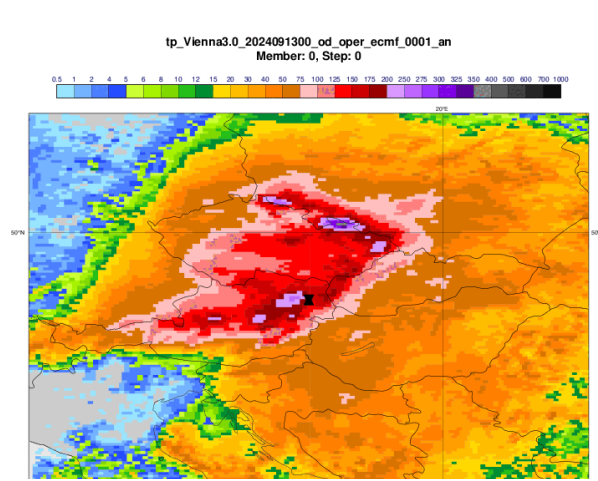 tp_Vienna3.0_2024091300_od_oper_ecmf_0001_an
Member: 0, Step: 0
0.5 1 2 4 5 6 8 10 12 15 20 30 40 50 75 100 125 150 175 200 250 275 300 325 350 400 500 600 700 1000
20°E
50°N